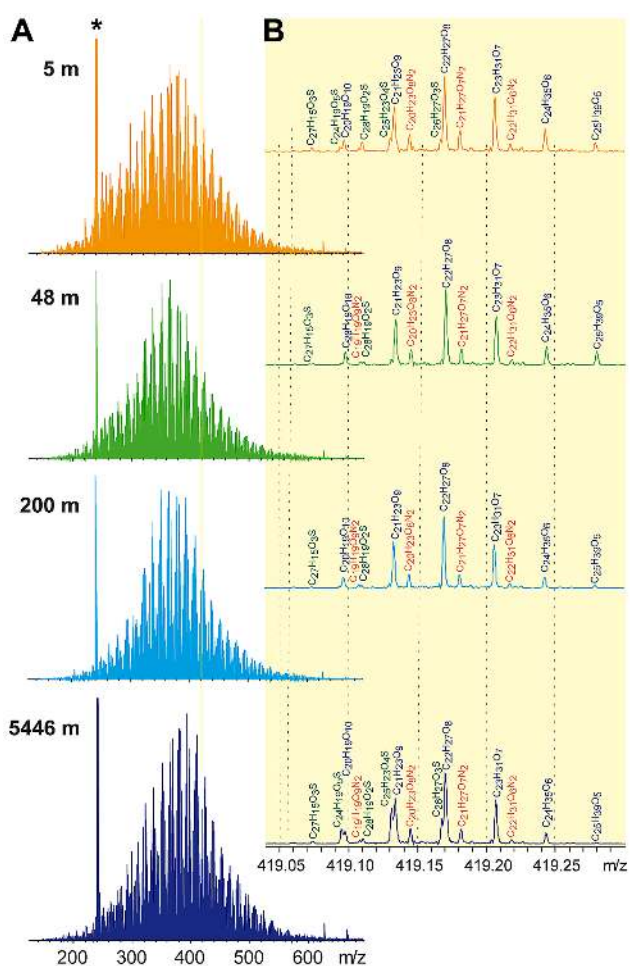 A
B
*
5 m
C27H15O3S
C24H19O5S
C20H19O10
C28H19O2S
C25H23O4S
C21H23O9
C20H23O8N2
C26H27O3S
C22H27O8
C21H27O7N2
C23H31O7
C22H31O6N2
C24H35O6
C25H39O5
48 m
C27H15O3S
C20H19O10
C19H19O9N2
C28H19O2S
C21H23O9
C20H23O8N2
C22H27O8
C21H27O7N2
C23H31O7
C22H31O6N2
C24H35O6
C25H39O5
200 m
C27H15O3S
C20H19O10
C19H19O9N2
C28H19O2S
C21H23O9
C20H23O8N2
C22H27O8
C21H27O7N2
C23H31O7
C22H31O6N2
C24H35O6
C25H39O5
5446 m
C27H15O3S
C24H19O5S
C20H19O10
C19H19O9N2
C28H19O2S
C25H23O4S
C21H23O9
C20H23O8N2
C26H27O3S
C22H27O8
C21H27O7N2
C23H31O7
C22H31O6N2
C24H35O6
C25H39O5
419.05 419.10 419.15 419.20 419.25 m/z
200 300 400 500 600 m/z